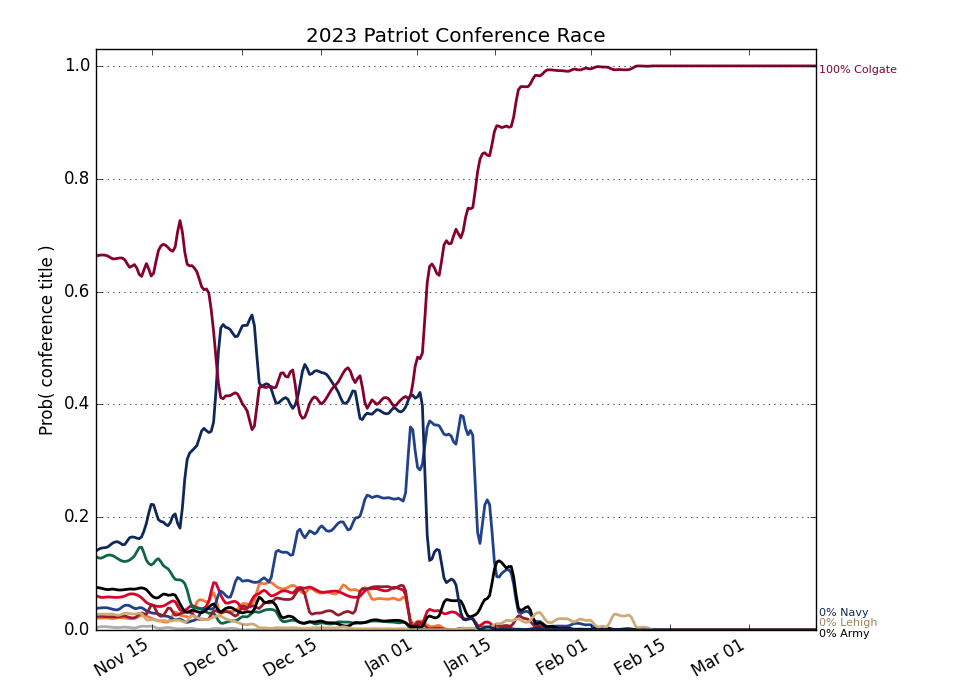 2023 Patriot Conference Race
Prob( conference title )
1.0
0.8
0.6
0.4
0.2
0.0
100% Colgate
0% Navy
0% Lehigh
0% Army
Nov 15
Dec 01
Dec 15
Jan 01
Jan 15
Feb 01
Feb 15
Mar 01